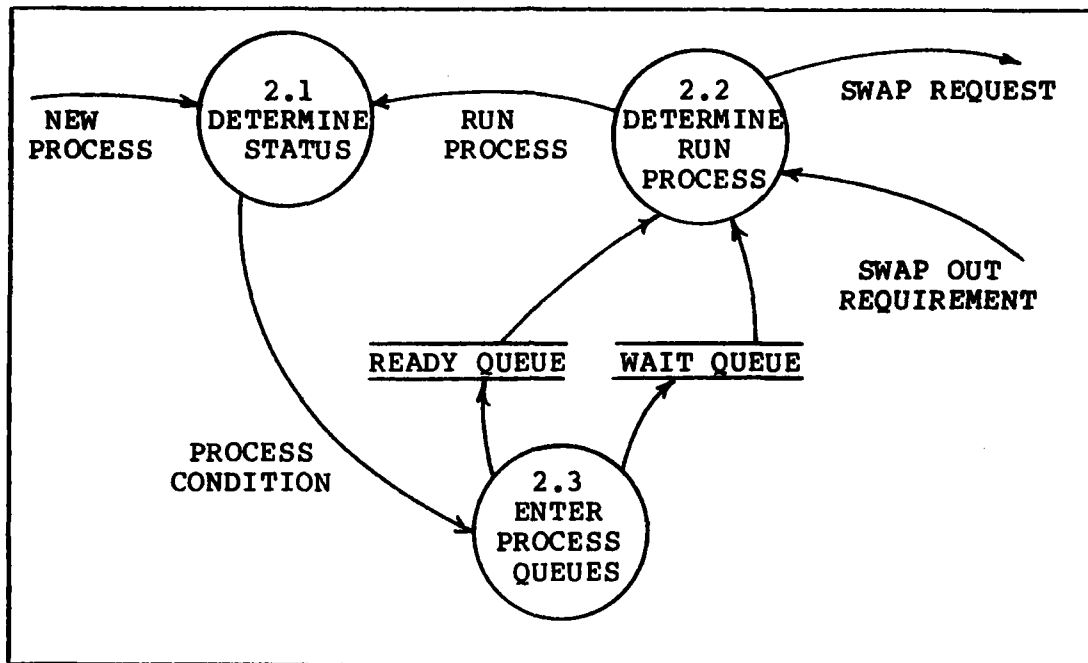 2.1
DETERMINE
STATUS
2.2
DETERMINE
RUN
PROCESS
SWAP REQUEST
NEW
PROCESS
RUN
PROCESS
SWAP OUT
REQUIREMENT
READY QUEUE
WAIT QUEUE
PROCESS
CONDITION
2.3
ENTER
PROCESS
QUEUES